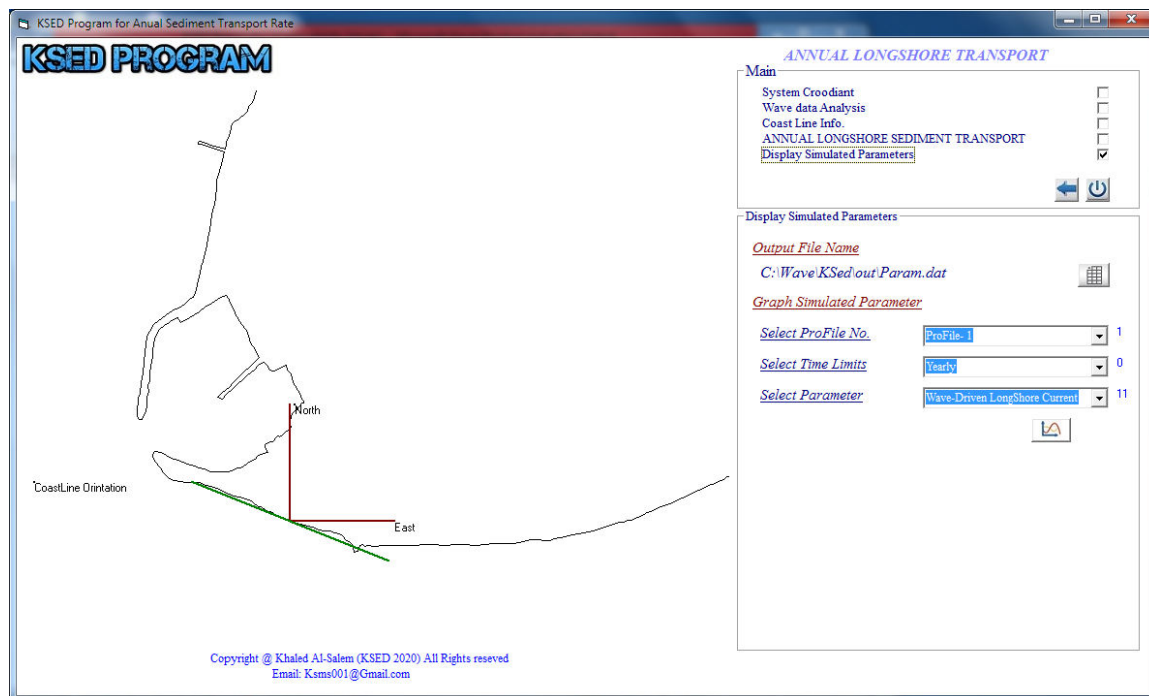 KSED Program for Anual Sediment Transport Rate
KSED PROGRAM
ANNUAL LONGSHORE TRANSPORT
Main
System Croodiant
Wave data Analysis
Coast Line Info.
ANNUAL LONGSHORE SEDIMENT TRANSPORT
Display Simulated Parameters
Display Simulated Parameters
Output File Name
C:\Wave\KSed\out\Param.dat
Graph Simulated Parameter
Select ProFile No. ProFile- 1 1
Select Time Limits Yearly 0
Select Parameter Wave-Driven LongShore Current 11
North
CoastLine Orintation
East
Copyright @ Khaled Al-Salem (KSED 2020) All Rights reseved
Email: Ksms001@Gmail.com